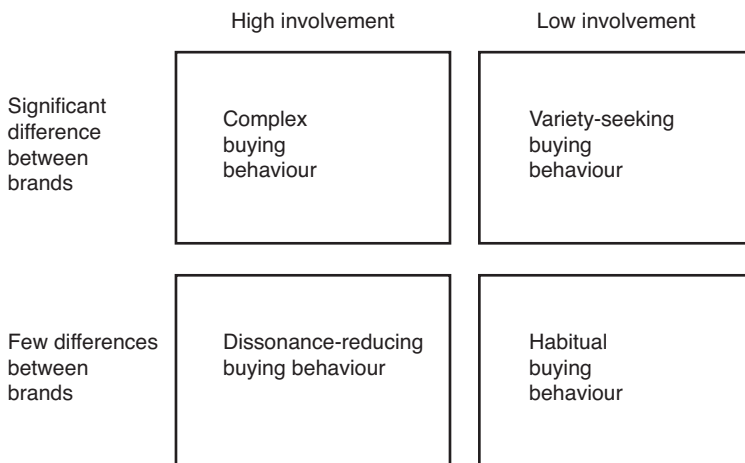 High involvement
Low involvement
Significant
difference
between
brands
Complex
buying
behaviour
Variety-seeking
buying
behaviour
Few differences
between
brands
Dissonance-reducing
buying behaviour
Habitual
buying
behaviour